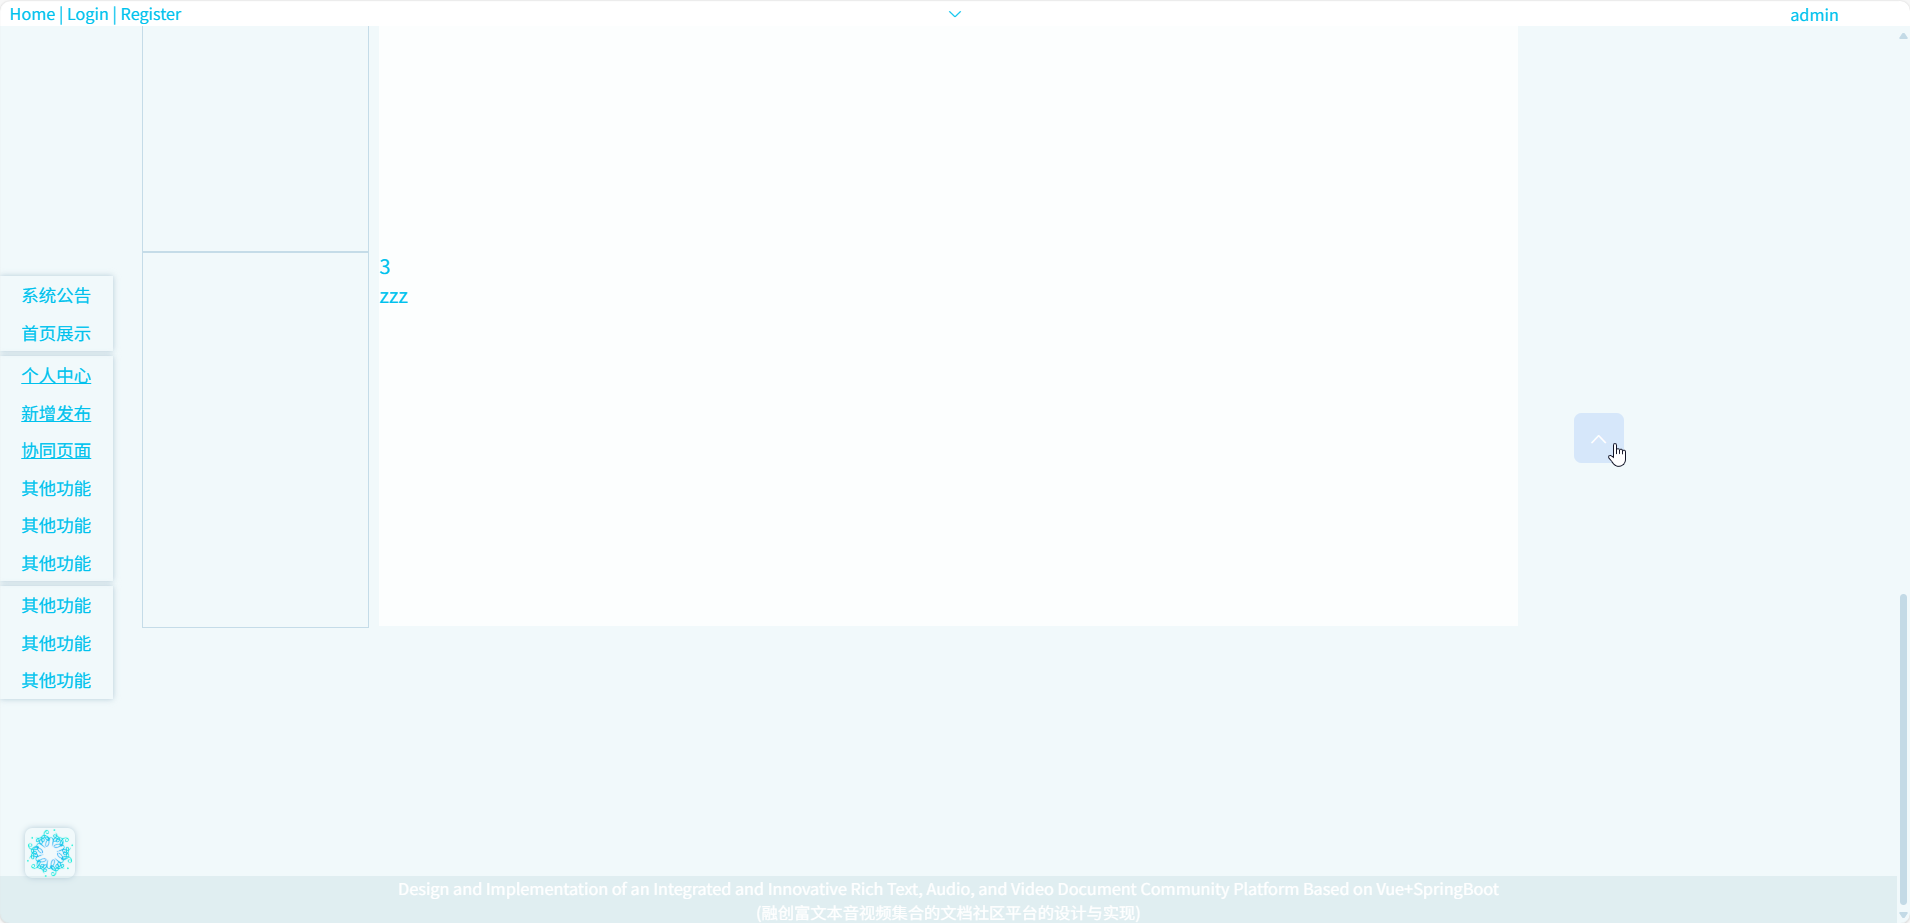 Home | Login | Register
admin
系统公告
首页展示
个人中心
新增发布
协同页面
其他功能
其他功能
其他功能
其他功能
其他功能
其他功能
3
zzz
Design and Implementation of an Integrated and Innovative Rich Text, Audio, and Video Document Community Platform Based on Vue+SpringBoot
(融创富文本音视频集合的文档社区平台的设计与实现)